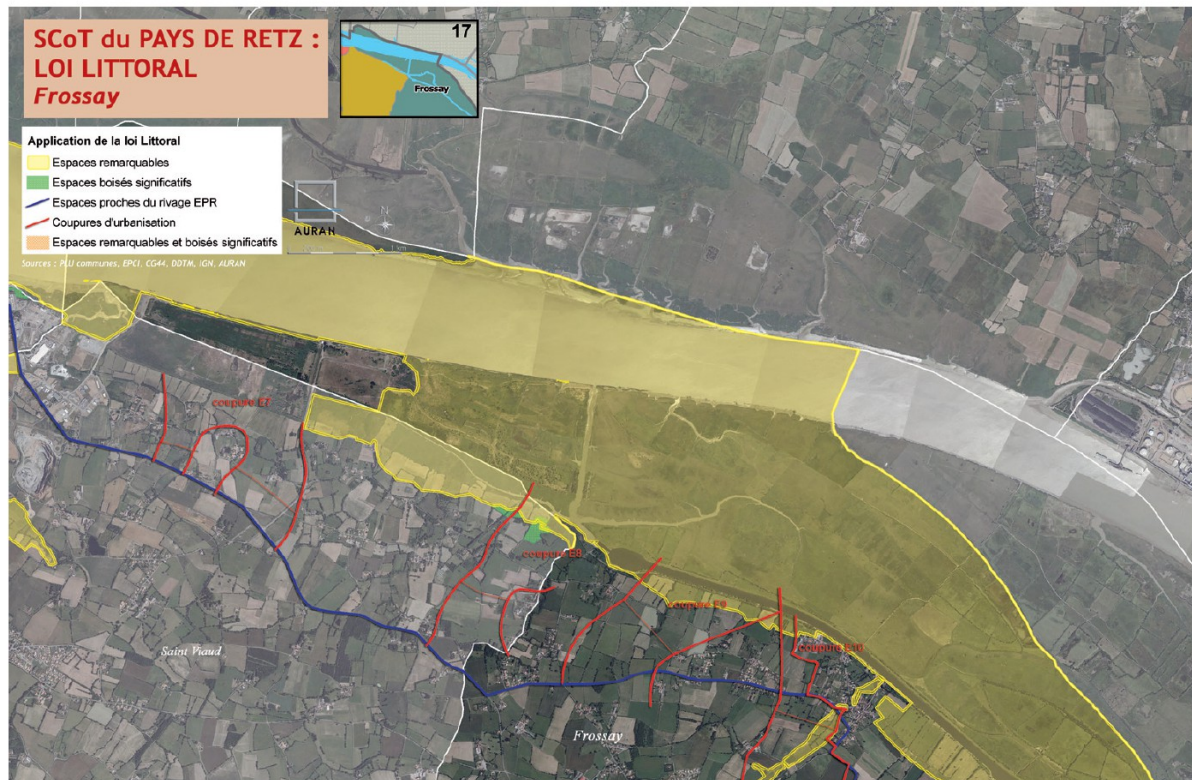 SCoT du PAYS DE RETZ :
LOI LITTORAL
Frossay
17
Frossay
Application de la loi Littoral
Espaces remarquables
Espaces boisés significatifs
Espaces proches du rivage EPR
Coupures d'urbanisation
Espaces remarquables et boisés significatifs
Sources : PLU communes, EPCI, CG44, DDTM, IGN, AURAN
AURAN
N
1 km
coupure E7
coupure E8
coupure E9
Saint Viaud
Frossay